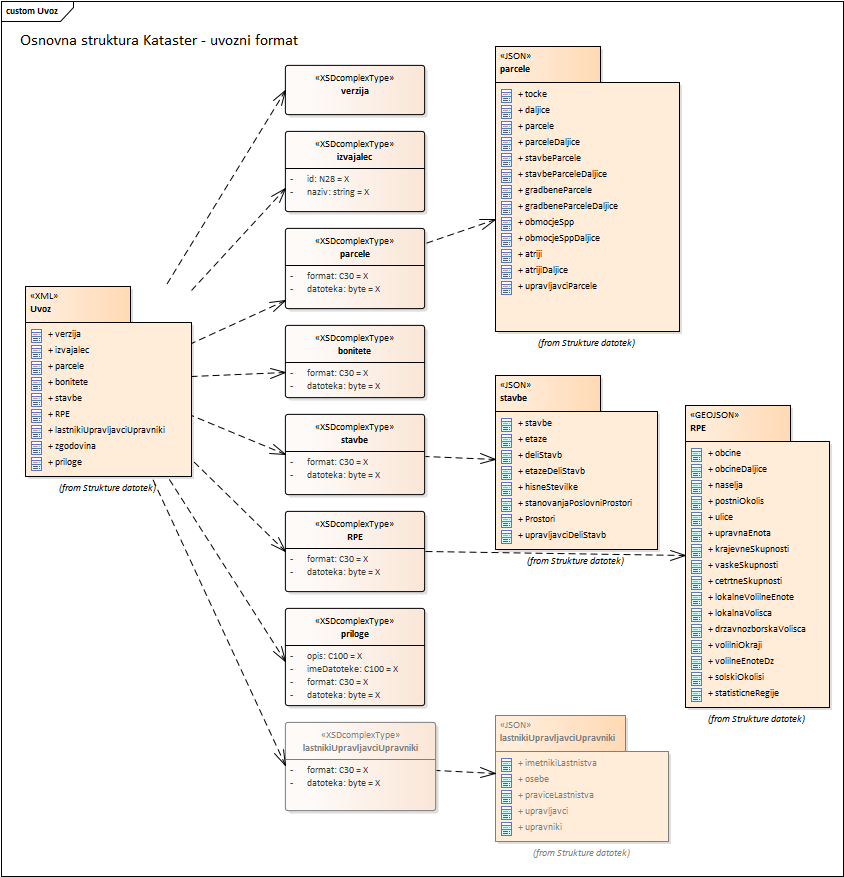 custom Uvoz
Osnovna struktura Kataster - uvozni format
«XML»
Uvoz
+ verzija
+ izvajalec
+ parcele
+ bonitete
+ stavbe
+ RPE
+ lastnikiUpravljavciUpravniki
+ zgodovina
+ priloge
(from Strukture datotek)
«XSDcomplexType»
verzija
«XSDcomplexType»
izvajalec
- id: N28 = X
- naziv: string = X
«XSDcomplexType»
parcele
- format: C30 = X
- datoteka: byte = X
«XSDcomplexType»
bonitete
- format: C30 = X
- datoteka: byte = X
«XSDcomplexType»
stavbe
- format: C30 = X
- datoteka: byte = X
«XSDcomplexType»
RPE
- format: C30 = X
- datoteka: byte = X
«XSDcomplexType»
priloge
- opis: C100 = X
- imeDatoteke: C100 = X
- format: C30 = X
- datoteka: byte = X
«XSDcomplexType»
lastnikiUpravljavciUpravniki
- format: C30 = X
- datoteka: byte = X
«JSON»
parcele
+ tocke
+ daljice
+ parcele
+ parceleDaljice
+ stavbeParcele
+ stavbeParceleDaljice
+ gradbeneParcele
+ gradbeneParceleDaljice
+ obmocjeSpp
+ obmocjeSppDaljice
+ atriji
+ atrijiDaljice
+ upravljavciParcele
(from Strukture datotek)
«JSON»
stavbe
+ stavbe
+ etaze
+ deliStavb
+ etazeDeliStavb
+ hisneStevilke
+ stanovanjaPoslovniProstori
+ Prostori
+ upravljavciDeliStavb
(from Strukture datotek)
«GEOJSON»
RPE
+ obcine
+ obcineDaljice
+ naselja
+ postniOkolis
+ ulice
+ upravnaEnota
+ krajevneSkupnosti
+ vaskeSkupnosti
+ cetrtneSkupnosti
+ lokalneVolilneEnote
+ lokalnaVolisca
+ drzavnozborskaVolisca
+ volilniOkraji
+ volilneEnoteDz
+ solskiOkolisi
+ statisticneRegije
(from Strukture datotek)
«JSON»
lastnikiUpravljavciUpravniki
+ imetnikiLastnistva
+ osebe
+ praviceLastnistva
+ upravljavci
+ upravniki
(from Strukture datotek)